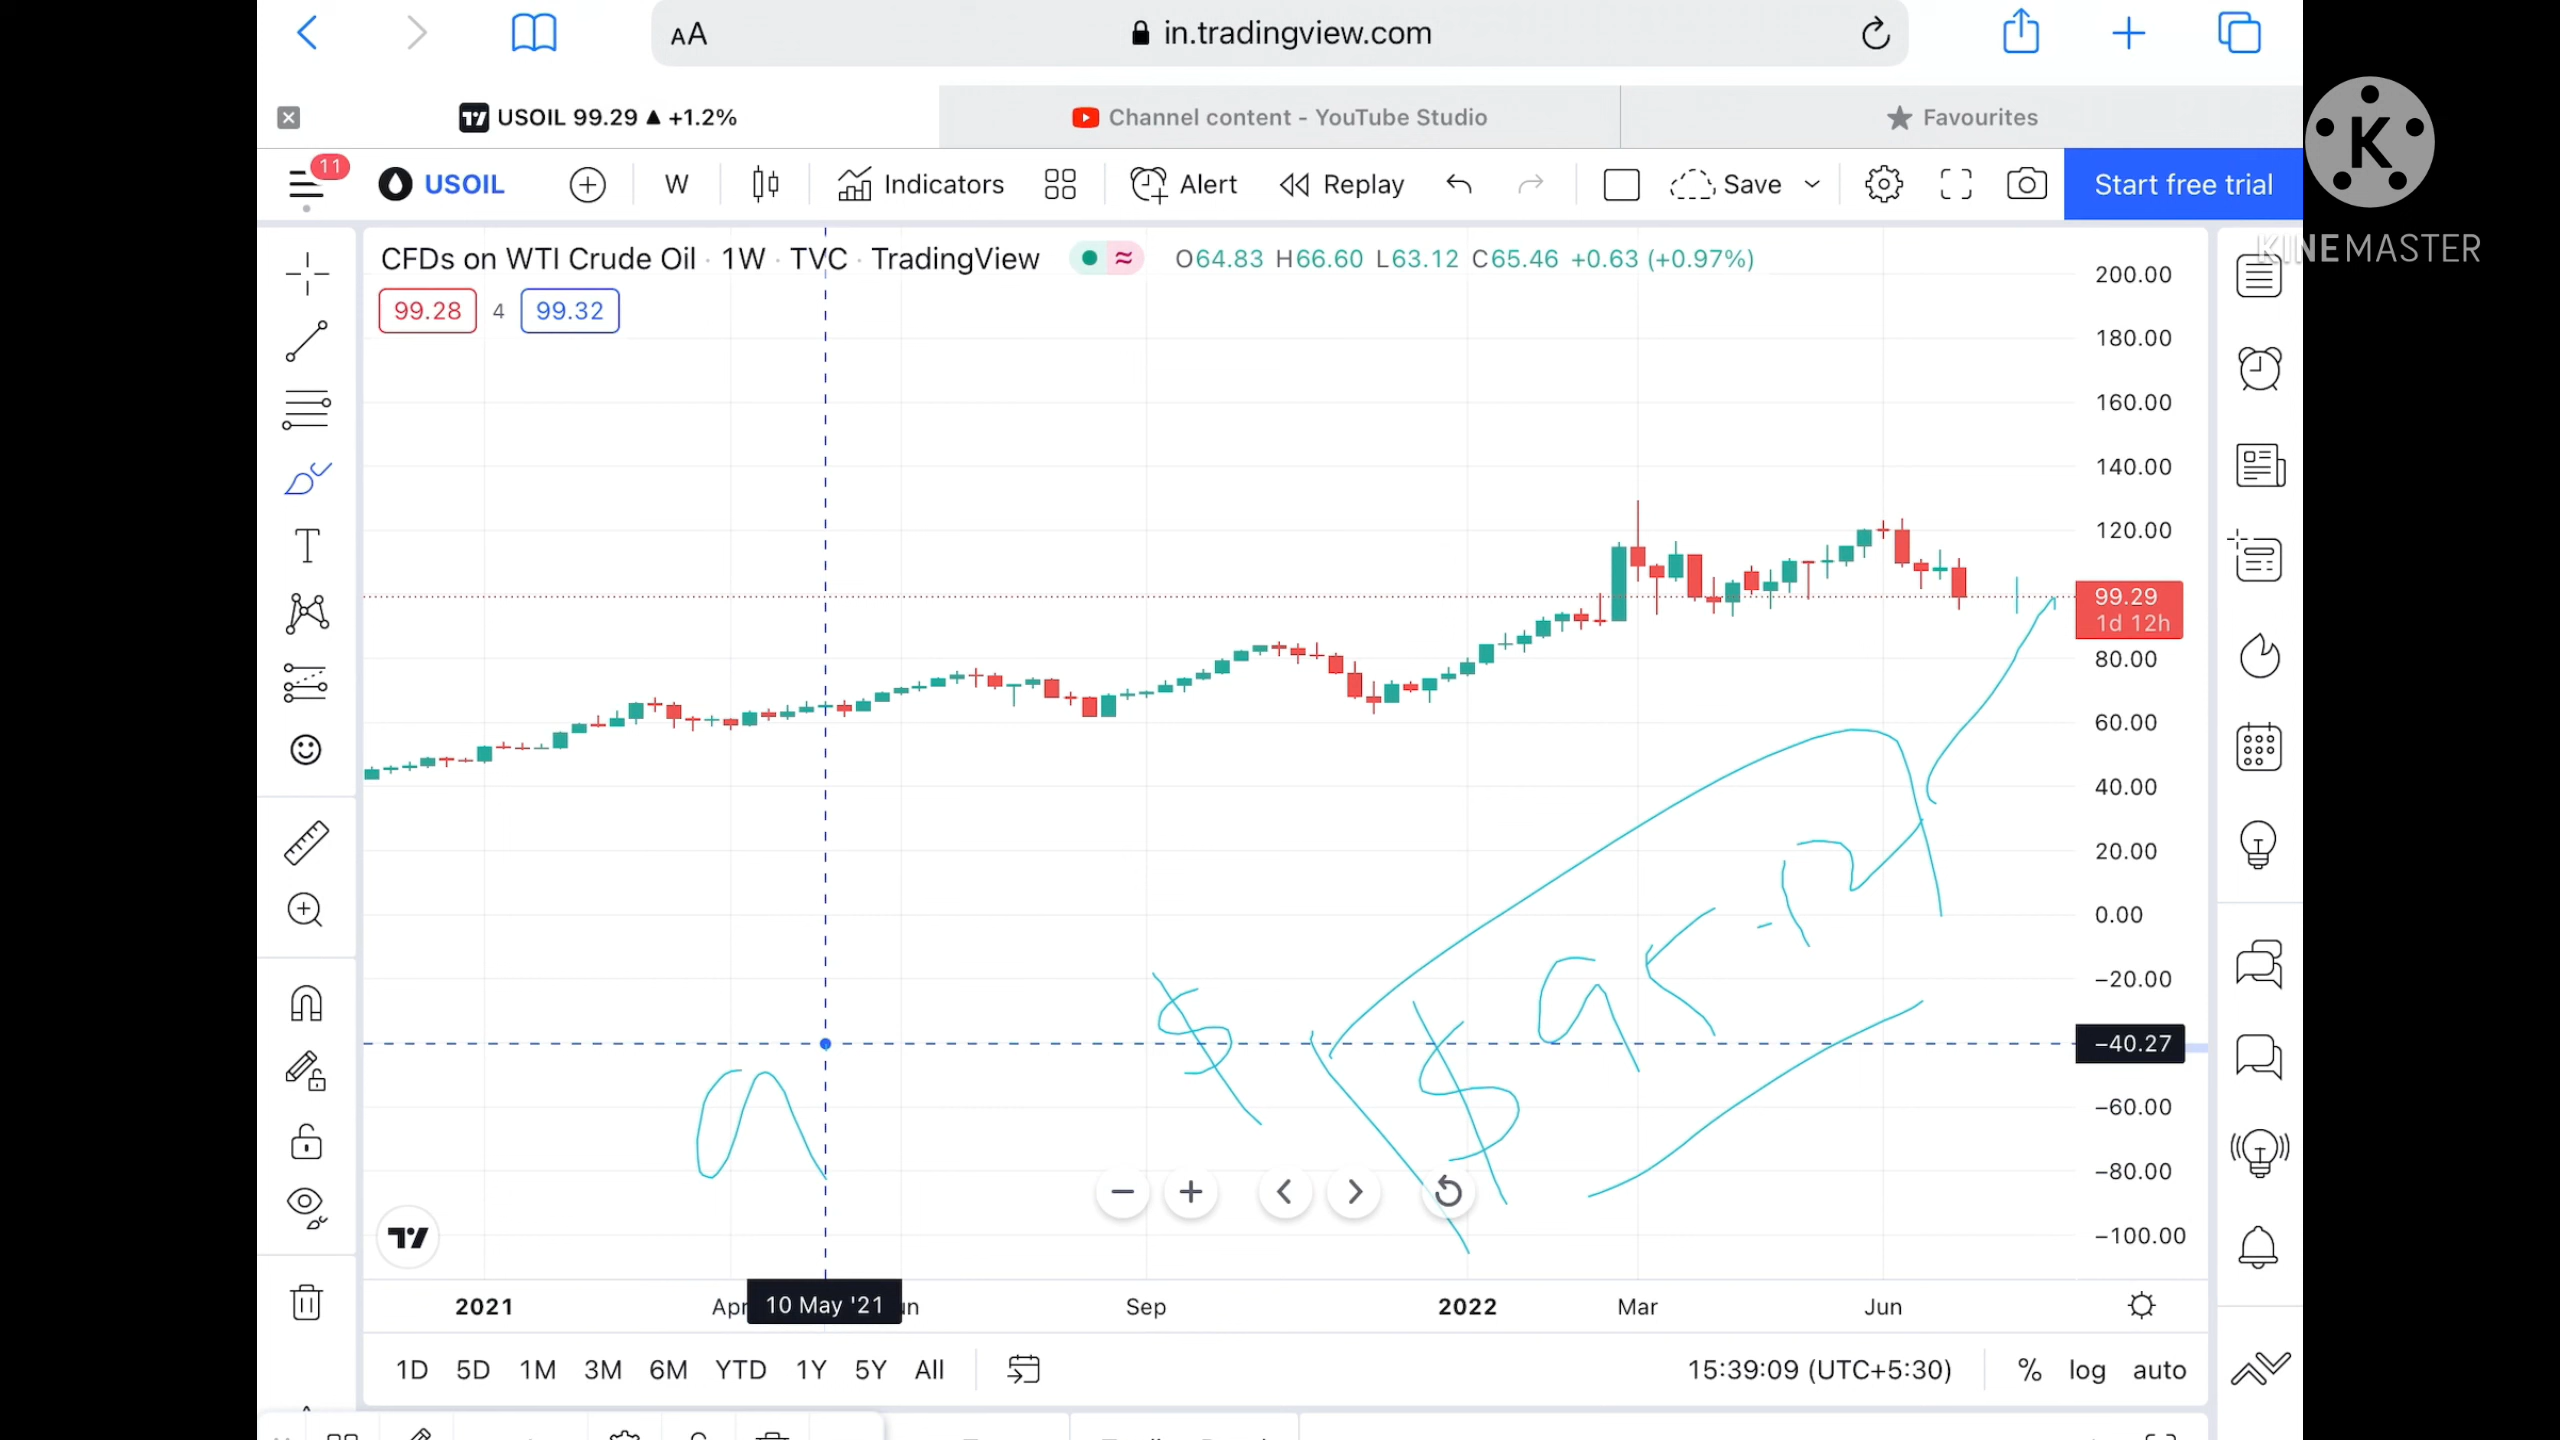 AA in.tradingview.com
USOIL 99.29 ▲ +1.2% Channel content - YouTube Studio Favourites
K
KINEMASTER
11 USOIL W Indicators Alert Replay Save Start free trial
CFDs on WTI Crude Oil · 1W · TVC · TradingView O64.83 H66.60 L63.12 C65.46 +0.63 (+0.97%)
99.28 4 99.32
200.00
180.00
160.00
140.00
120.00
99.29
1d 12h
80.00
60.00
40.00
20.00
0.00
−20.00
−40.27
−60.00
−80.00
−100.00
$
$ 95
2021 Apr 10 May '21 un Sep 2022 Mar Jun
1D 5D 1M 3M 6M YTD 1Y 5Y All 15:39:09 (UTC+5:30) % log auto